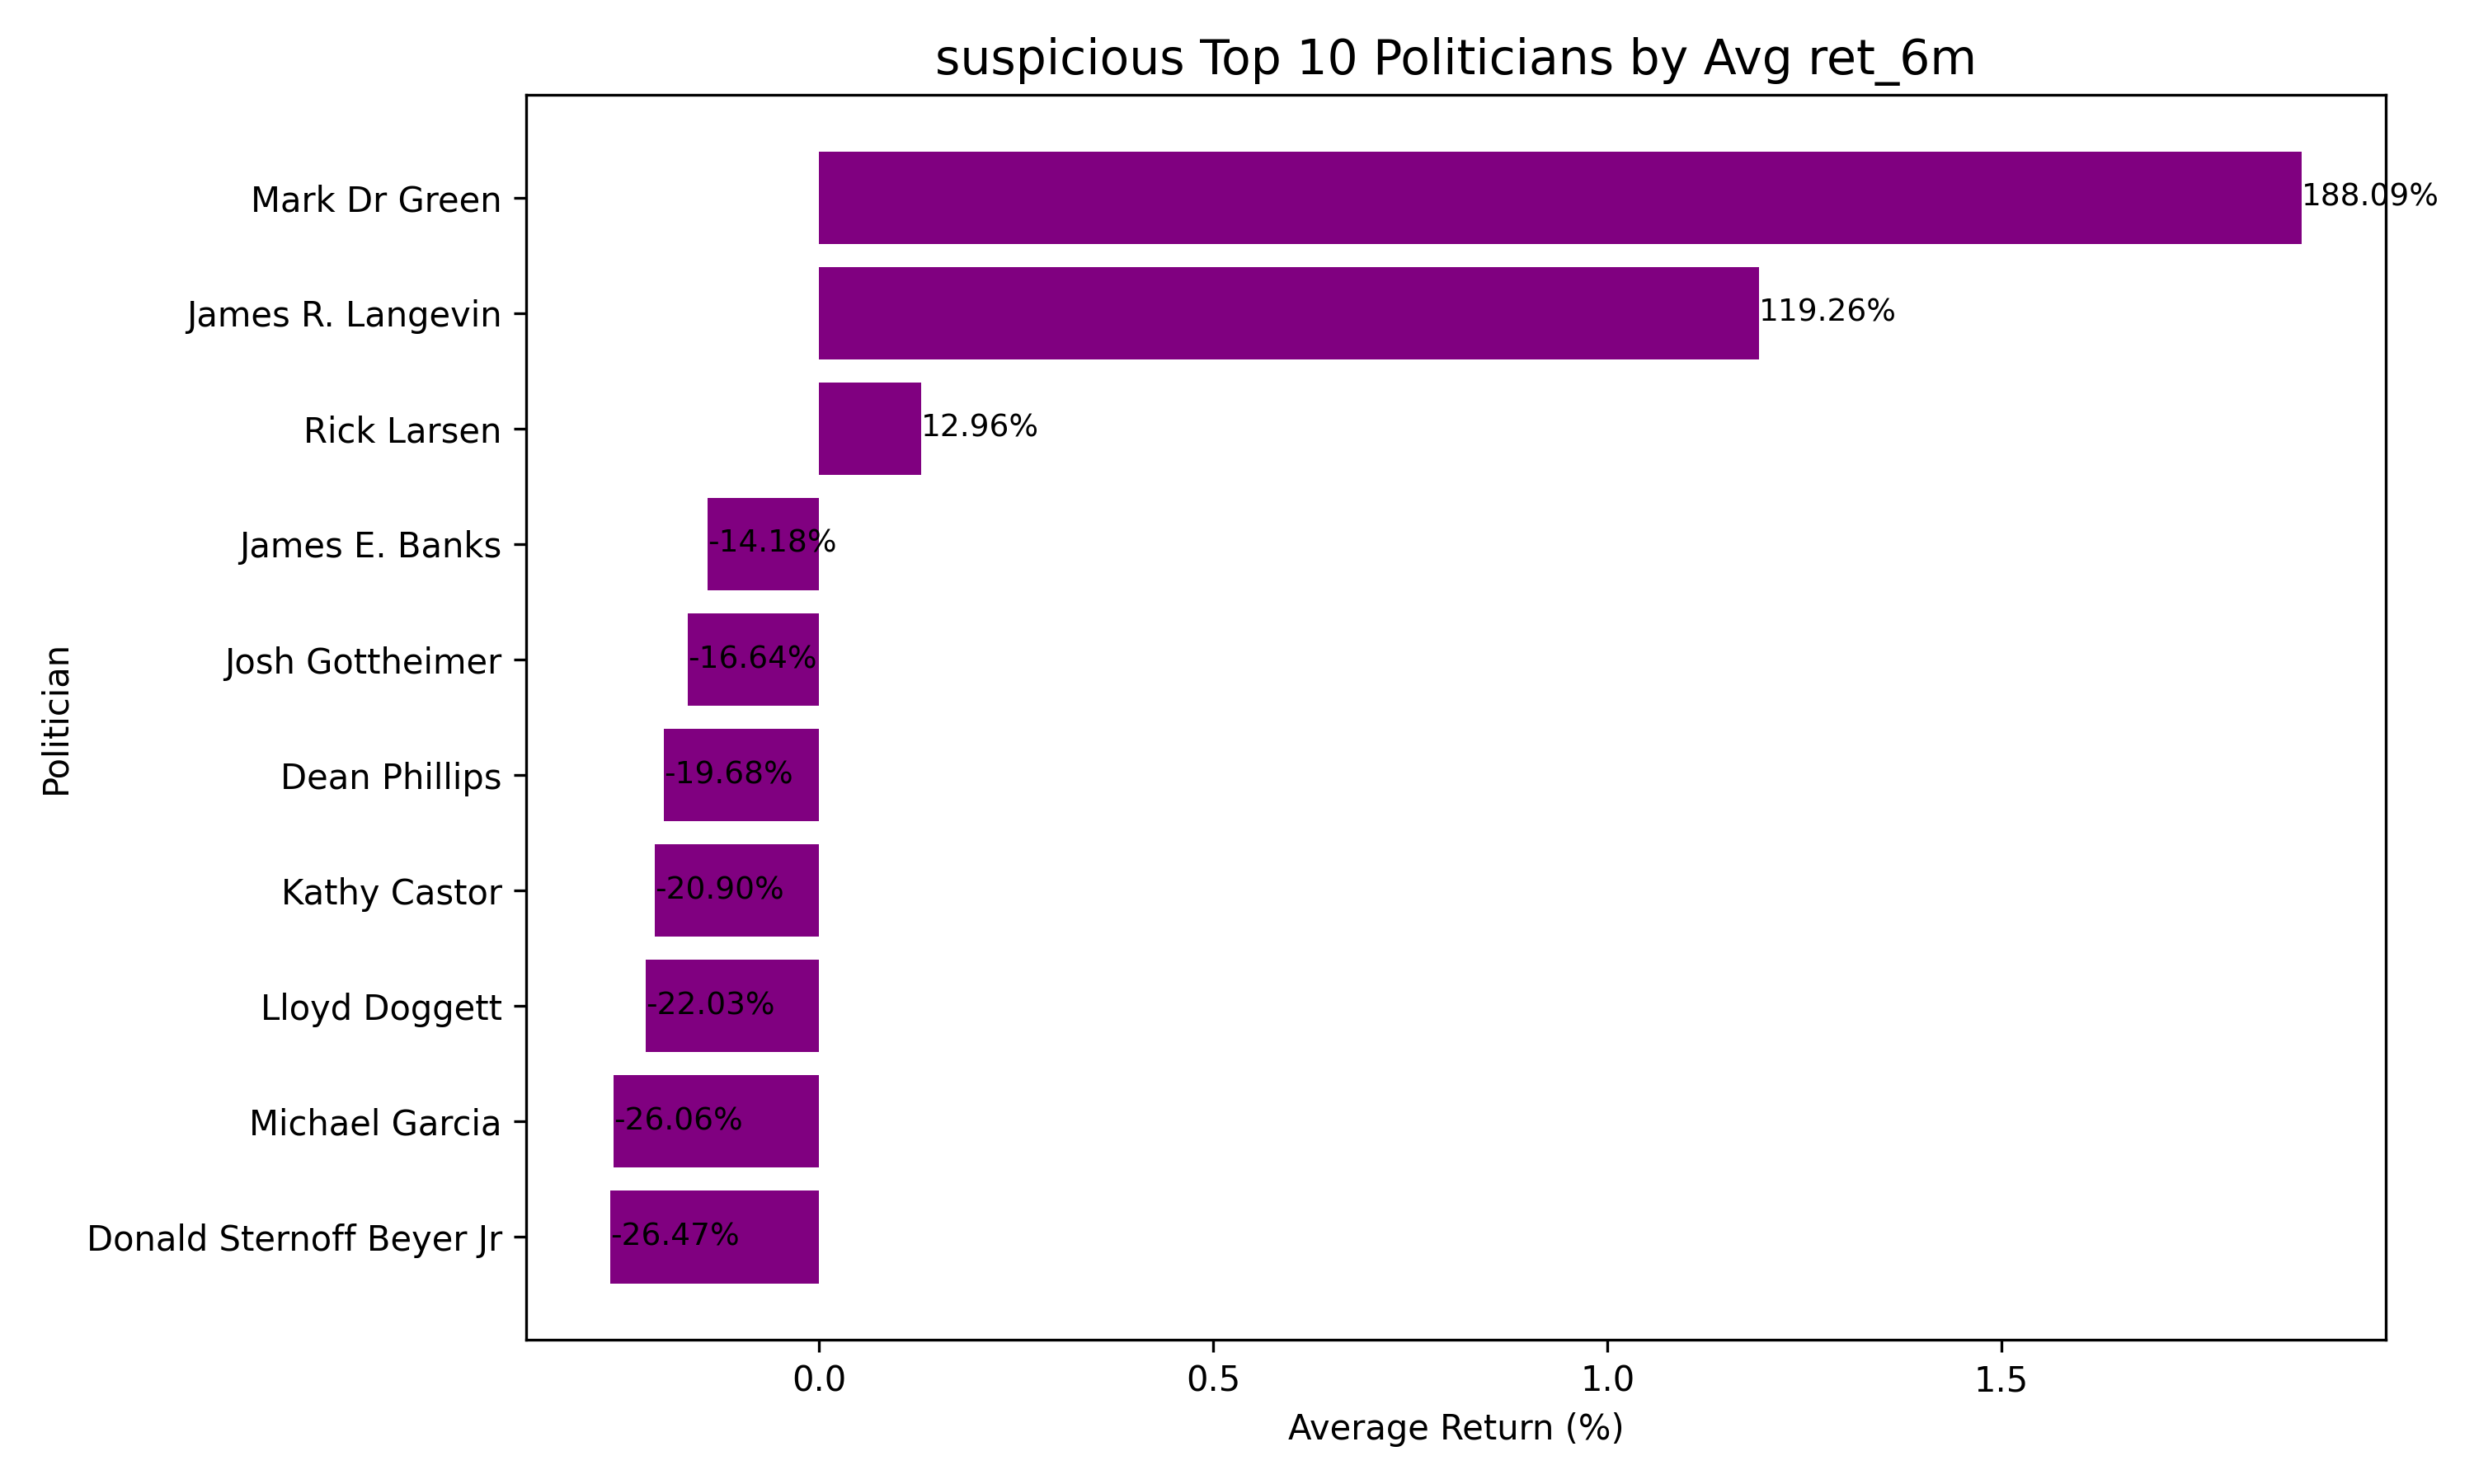 suspicious Top 10 Politicians by Avg ret_6m
Mark Dr Green
188.09%
James R. Langevin
119.26%
Rick Larsen
12.96%
James E. Banks
-14.18%
Josh Gottheimer
-16.64%
Dean Phillips
-19.68%
Kathy Castor
-20.90%
Lloyd Doggett
-22.03%
Michael Garcia
-26.06%
Donald Sternoff Beyer Jr
-26.47%
Politician
0.0
0.5
1.0
1.5
Average Return (%)